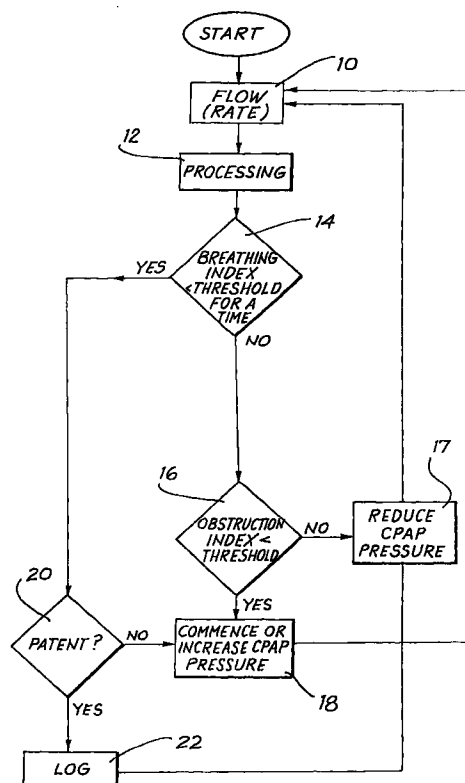 START
10
FLOW
(RATE)
12
PROCESSING
14
YES
BREATHING
INDEX
<THRESHOLD
FOR A
TIME
NO
16
17
OBSTRUCTION
INDEX <
THRESHOLD
NO
REDUCE
CPAP
PRESSURE
20
YES
PATENT?
NO
COMMENCE OR
INCREASE CPAP
PRESSURE
18
YES
22
LOG